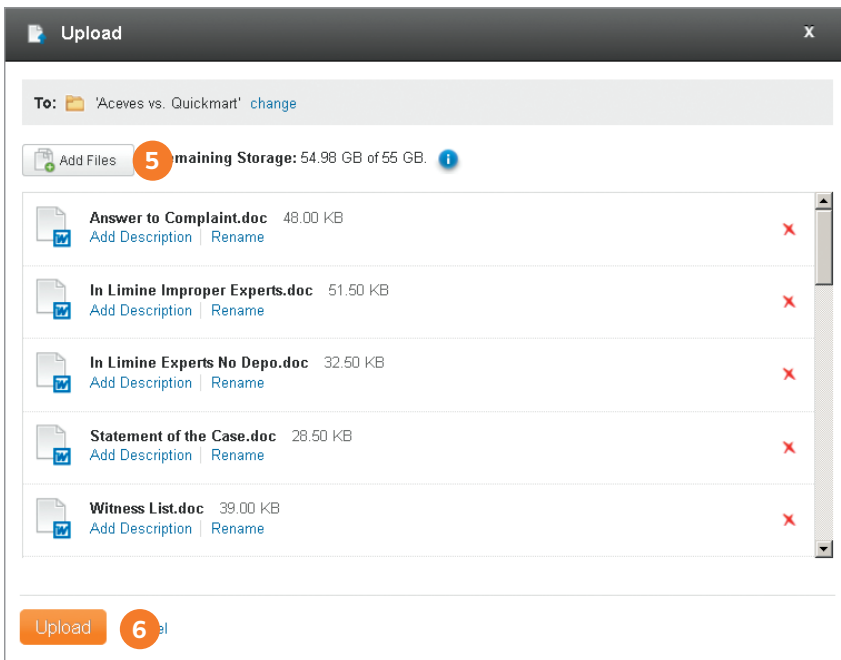 Upload x
To: 'Aceves vs. Quickmart' change
Add Files 5 maining Storage: 54.98 GB of 55 GB. i
Answer to Complaint.doc 48.00 KB
Add Description Rename
In Limine Improper Experts.doc 51.50 KB
Add Description Rename
In Limine Experts No Depo.doc 32.50 KB
Add Description Rename
Statement of the Case.doc 28.50 KB
Add Description Rename
Witness List.doc 39.00 KB
Add Description Rename
Upload 6 el